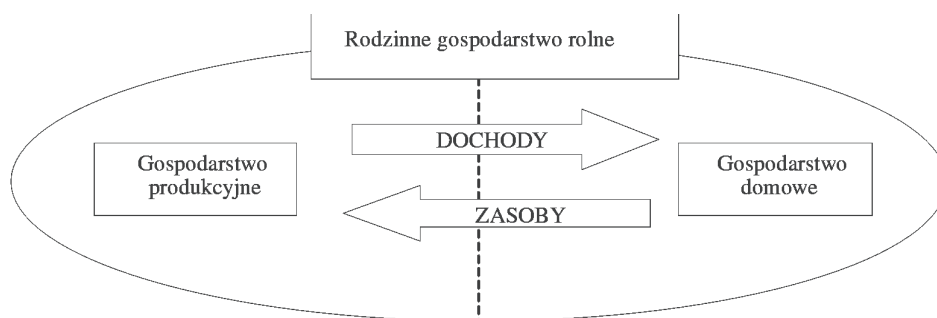 Rodzinne gospodarstwo rolne
DOCHODY
Gospodarstwo
produkcyjne
Gospodarstwo
domowe
ZASOBY